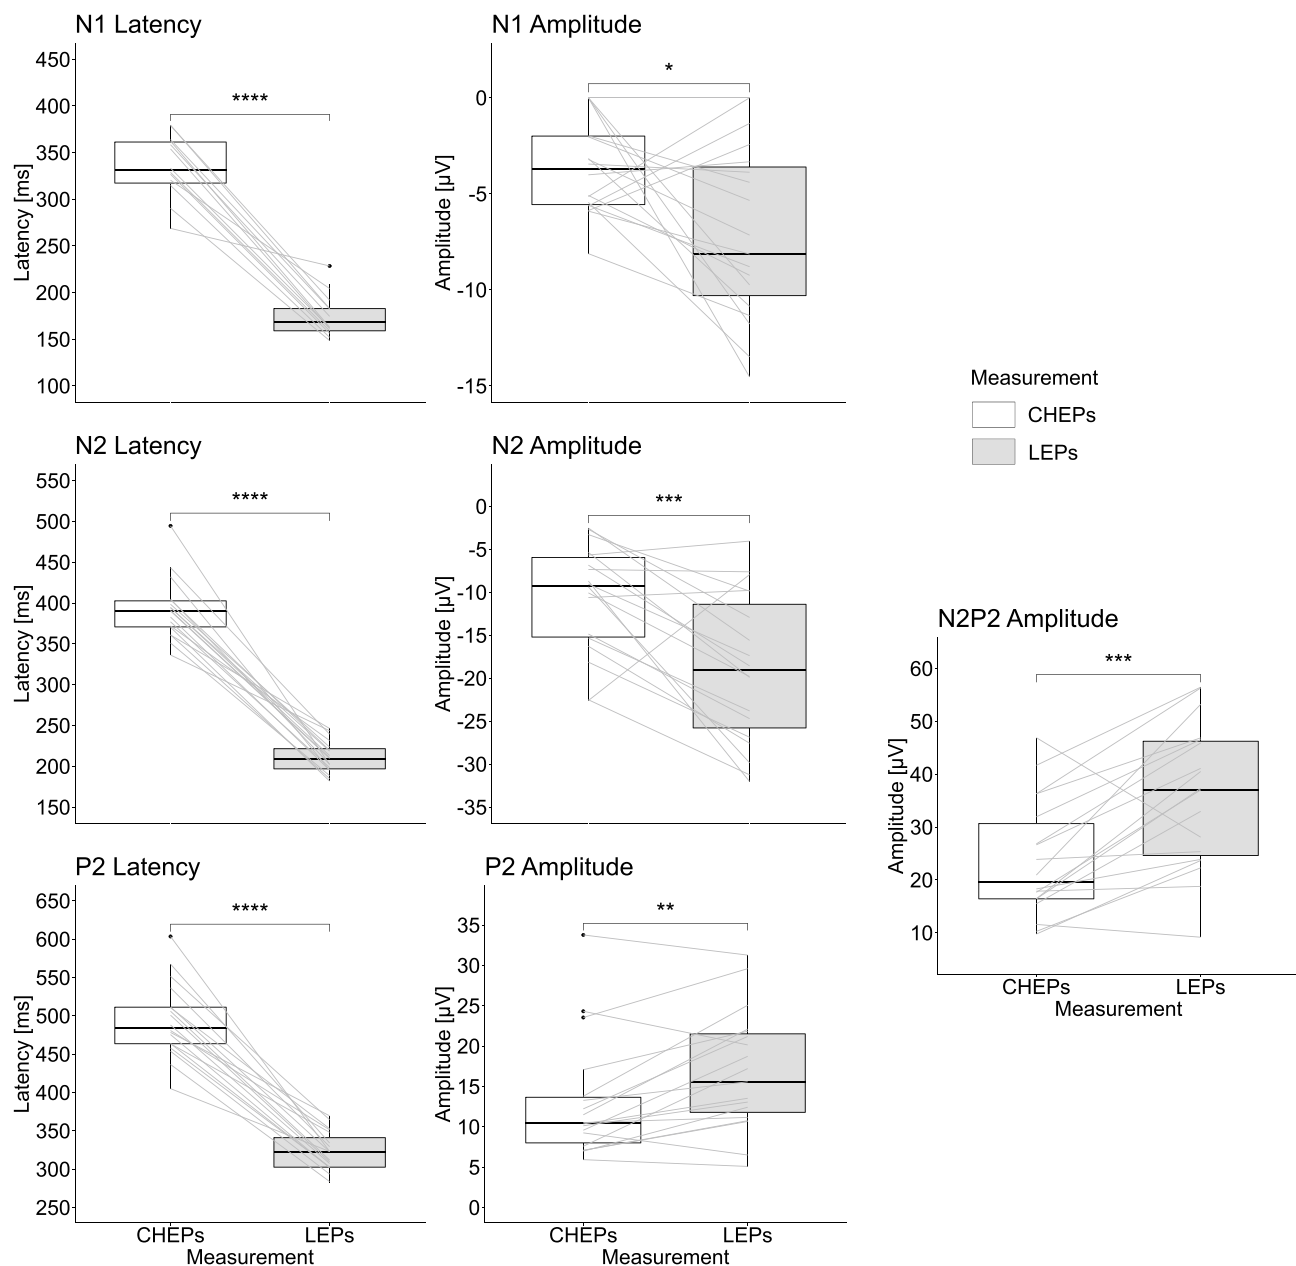 N1 Latency
****
450
400
350
300
250
200
150
100
Latency [ms]
N1 Amplitude
*
0
-5
-10
-15
Amplitude [µV]
Measurement
CHEPs
LEPs
N2 Latency
****
550
500
450
400
350
300
250
200
150
Latency [ms]
N2 Amplitude
***
0
-5
-10
-15
-20
-25
-30
-35
Amplitude [µV]
N2P2 Amplitude
***
60
50
40
30
20
10
Amplitude [µV]
CHEPs LEPs
Measurement
P2 Latency
****
650
600
550
500
450
400
350
300
250
Latency [ms]
CHEPs LEPs
Measurement
P2 Amplitude
**
35
30
25
20
15
10
5
0
Amplitude [µV]
CHEPs LEPs
Measurement